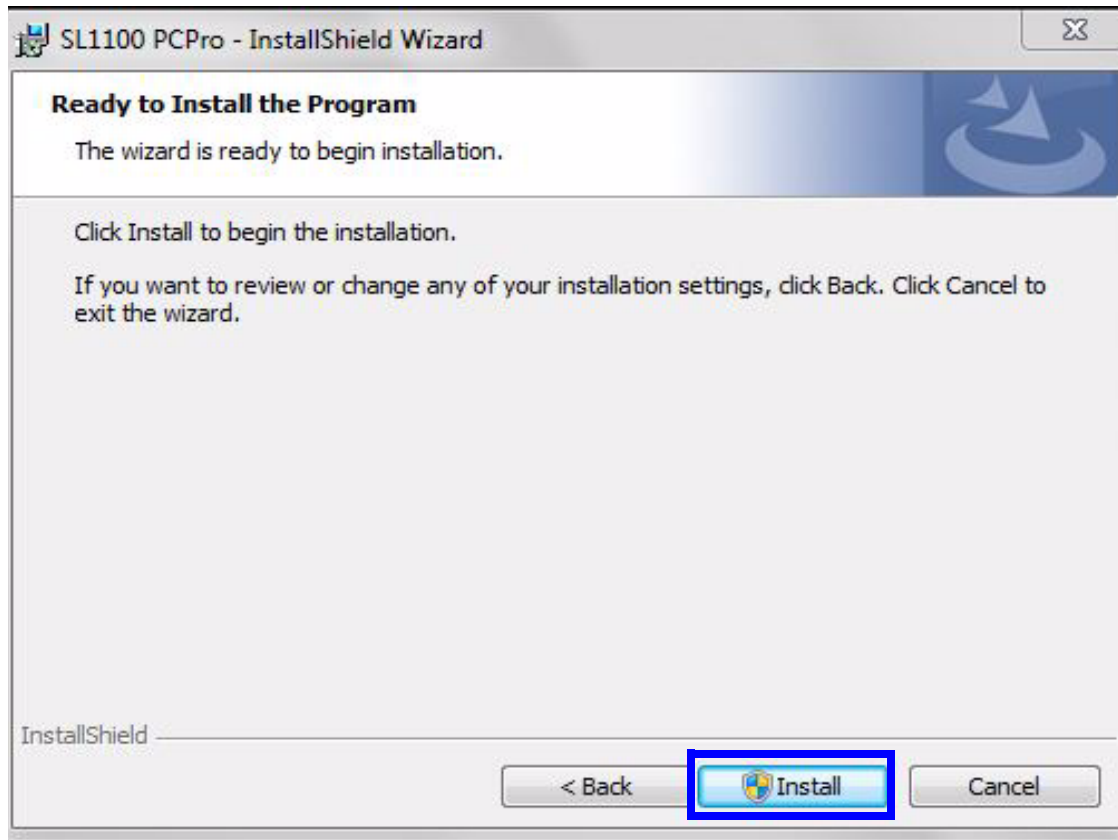 SL1100 PCPro - InstallShield Wizard
Ready to Install the Program
The wizard is ready to begin installation.
Click Install to begin the installation.
If you want to review or change any of your installation settings, click Back. Click Cancel to
exit the wizard.
InstallShield
< Back Install Cancel